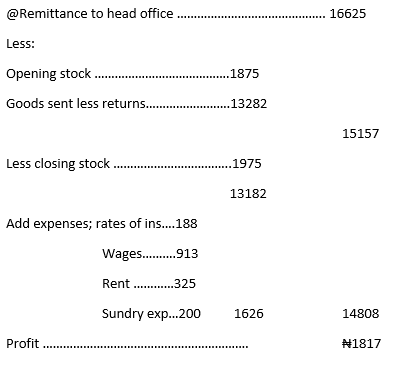 @Remittance to head office ............................................. 16625
Less:
Opening stock .........................................1875
Goods sent less returns.........................13282
15157
Less closing stock ....................................1975
13182
Add expenses; rates of ins....188
Wages..........913
Rent ............325
Sundry exp...200 1626 14808
Profit .............................................................. ₦1817